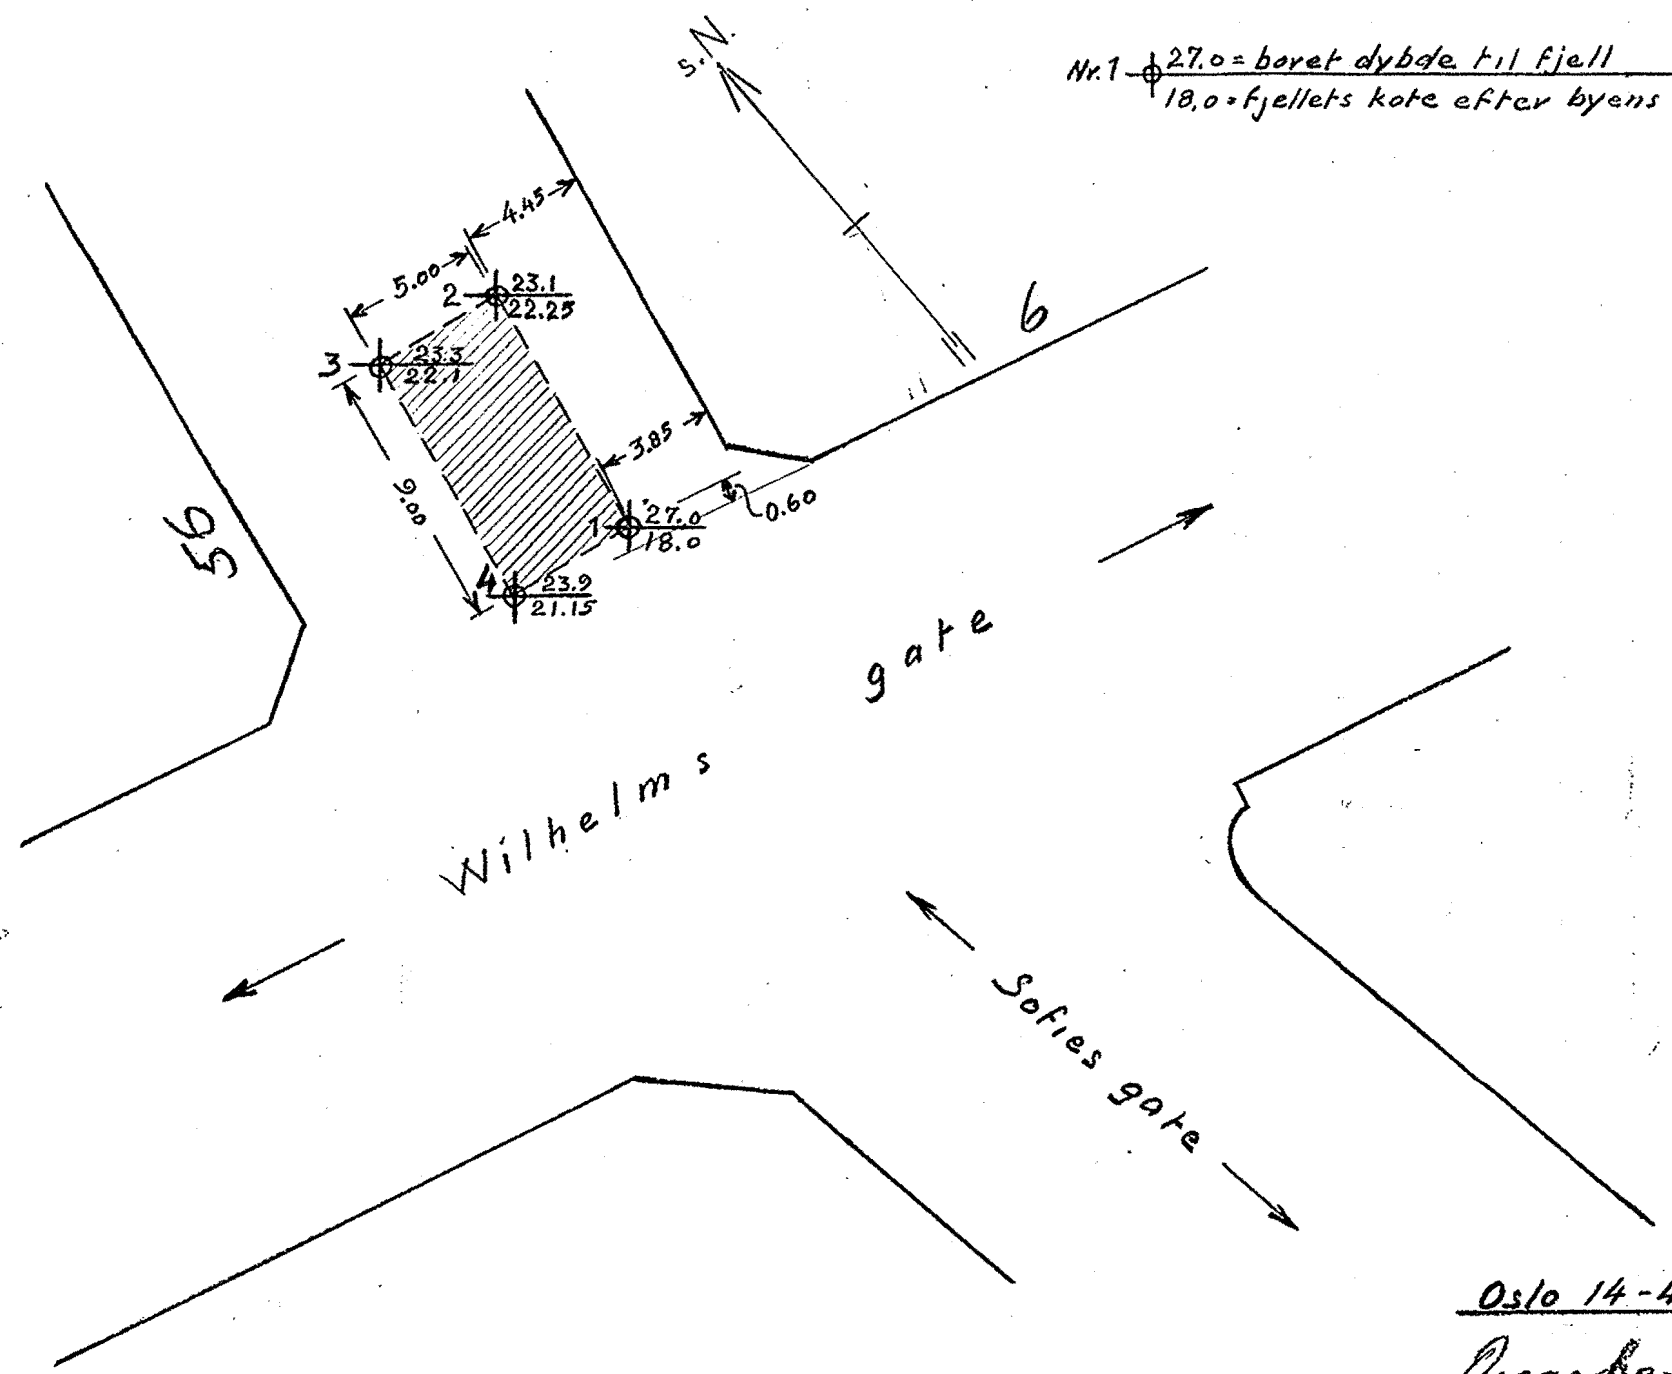 s.N.
Nr.1 27.0 = boret dybde til fjell
18.0 = fjellets kote efter byens
4.45
5.00
2 23.1
22.25
3 23.3
22.1
6
3.85
0.60
9.00
1 27.0
18.0
4 23.9
21.15
56
Wilhelms gate
Sofies gate
Oslo 14-4